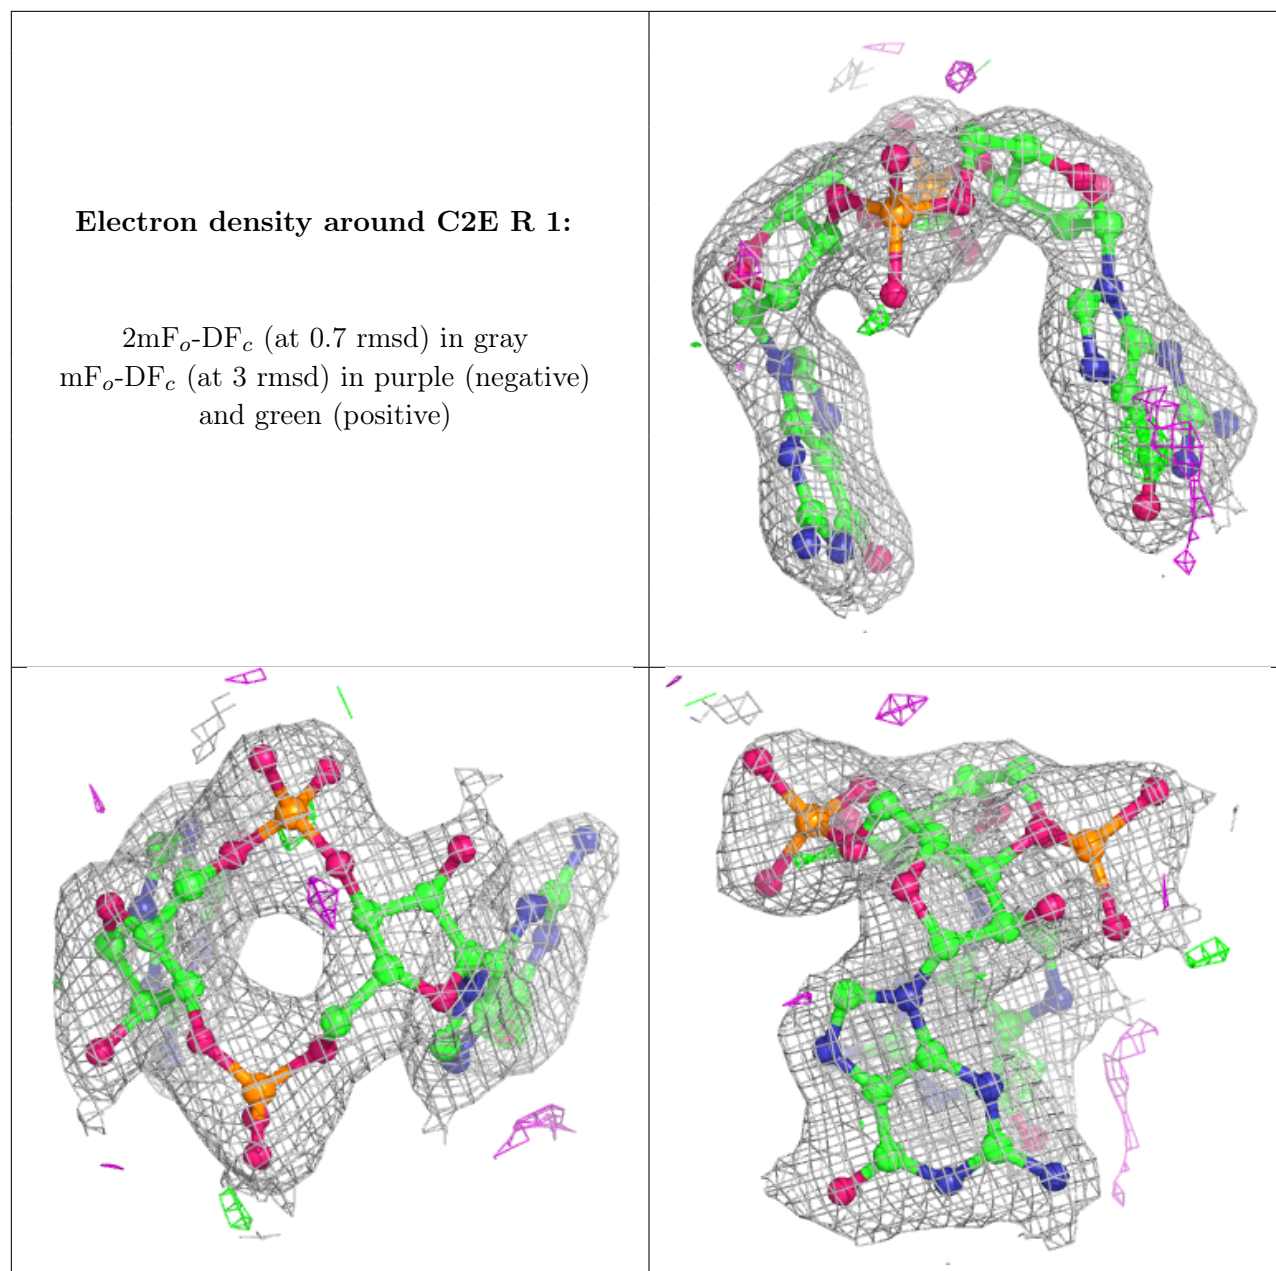 Electron density around C2E R 1:
2mFo-DFc (at 0.7 rmsd) in gray
mFo-DFc (at 3 rmsd) in purple (negative)
and green (positive)